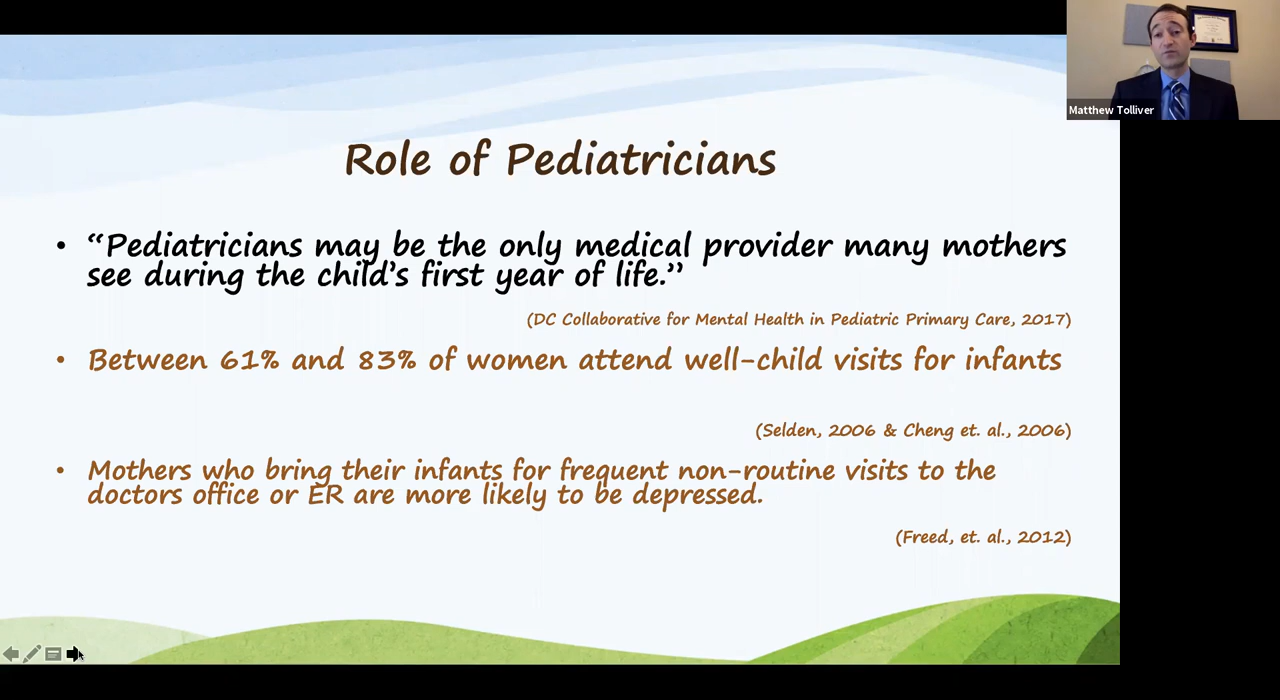 Matthew Tolliver
Role of Pediatricians
• “Pediatricians may be the only medical provider many mothers
see during the child’s first year of life.”
(DC Collaborative for Mental Health in Pediatric Primary Care, 2017)
• Between 61% and 83% of women attend well-child visits for infants
(Selden, 2006 & Cheng et. al., 2006)
• Mothers who bring their infants for frequent non-routine visits to the
doctors office or ER are more likely to be depressed.
(Freed, et. al., 2012)